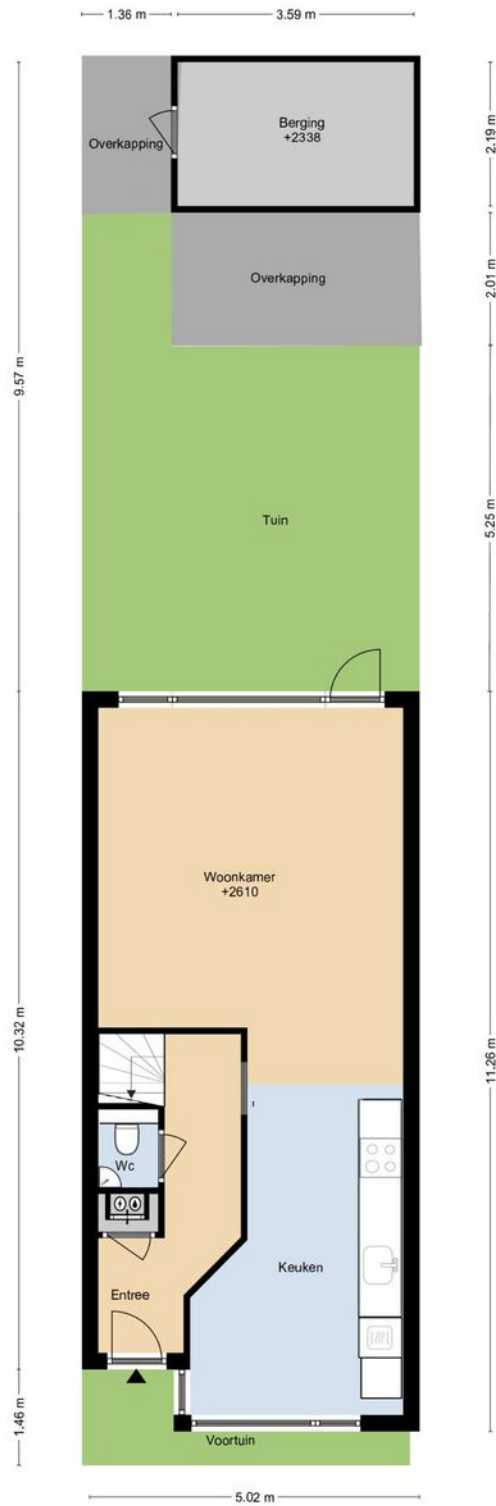 1.36 m
3.59 m
Overkapping
Berging
+2338
2.19 m
Overkapping
2.01 m
9.57 m
Tuin
5.25 m
Woonkamer
+2610
10.32 m
11.26 m
Wc
Keuken
Entree
1.46 m
Voortuin
5.02 m